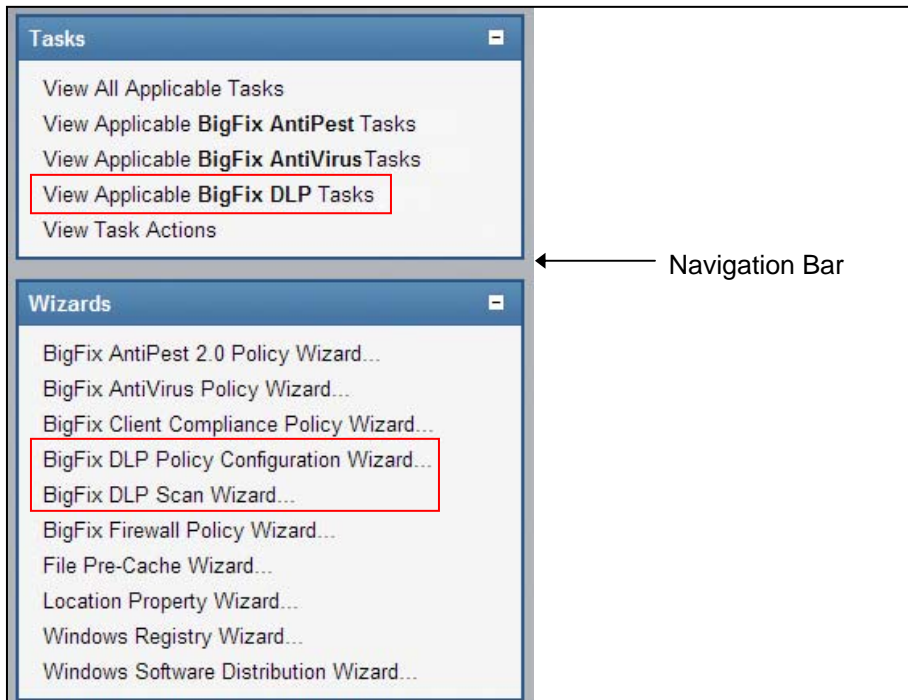 Tasks
View All Applicable Tasks
View Applicable BigFix AntiPest Tasks
View Applicable BigFix AntiVirus Tasks
View Applicable BigFix DLP Tasks
View Task Actions
Navigation Bar
Wizards
BigFix AntiPest 2.0 Policy Wizard...
BigFix AntiVirus Policy Wizard...
BigFix Client Compliance Policy Wizard...
BigFix DLP Policy Configuration Wizard...
BigFix DLP Scan Wizard...
BigFix Firewall Policy Wizard...
File Pre-Cache Wizard...
Location Property Wizard...
Windows Registry Wizard...
Windows Software Distribution Wizard...